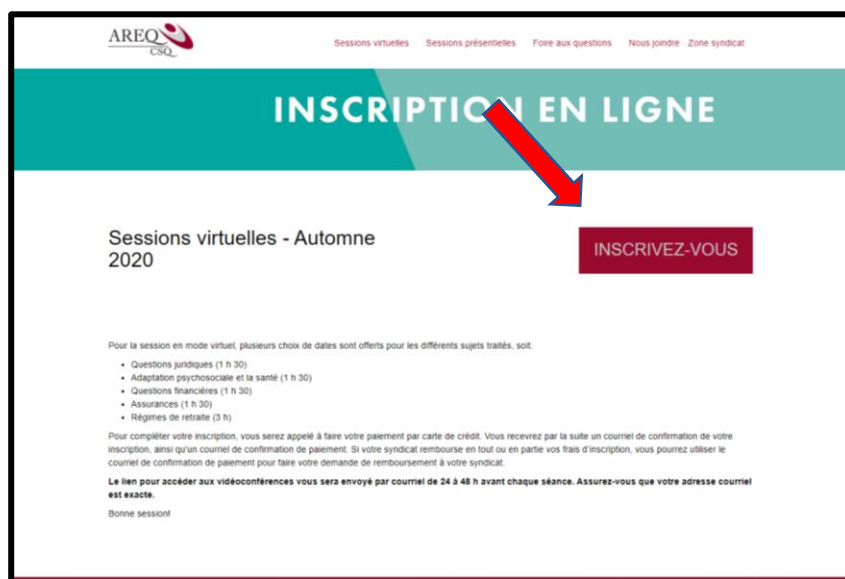 AREQ
CSQ
Sessions virtuelles Sessions présentielles Foire aux questions Nous joindre Zone syndicat
INSCRIPTION EN LIGNE
Sessions virtuelles - Automne
2020
INSCRIVEZ-VOUS
Pour la session en mode virtuel, plusieurs choix de dates sont offerts pour les différents sujets traités, soit:
• Questions juridiques (1 h 30)
• Adaptation psychosociale et la santé (1 h 30)
• Questions financières (1 h 30)
• Assurances (1 h 30)
• Régimes de retraite (3 h)
Pour compléter votre inscription, vous serez appelé à faire votre paiement par carte de crédit. Vous recevrez par la suite un courriel de confirmation de votre
inscription, ainsi qu'un courriel de confirmation de paiement. Si votre syndicat rembourse en tout ou en partie vos frais d'inscription, vous pourrez utiliser le
courriel de confirmation de paiement pour faire votre demande de remboursement à votre syndicat.
Le lien pour accéder aux vidéoconférences vous sera envoyé par courriel de 24 à 48 h avant chaque séance. Assurez-vous que votre adresse courriel
est exacte.
Bonne session!